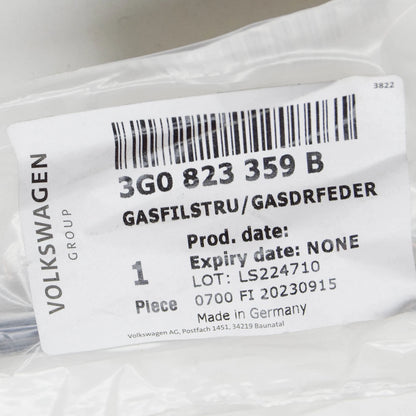 3822
VOLKSWAGEN
GROUP
3G0 823 359 B
GASFILSTRU/GASDRFEDER
Prod. date:
Expiry date: NONE
1
LOT: LS224710
Piece
0700 FI 20230915
Made in Germany
Volkswagen AG, Postfach 1451, 34219 Baunatal